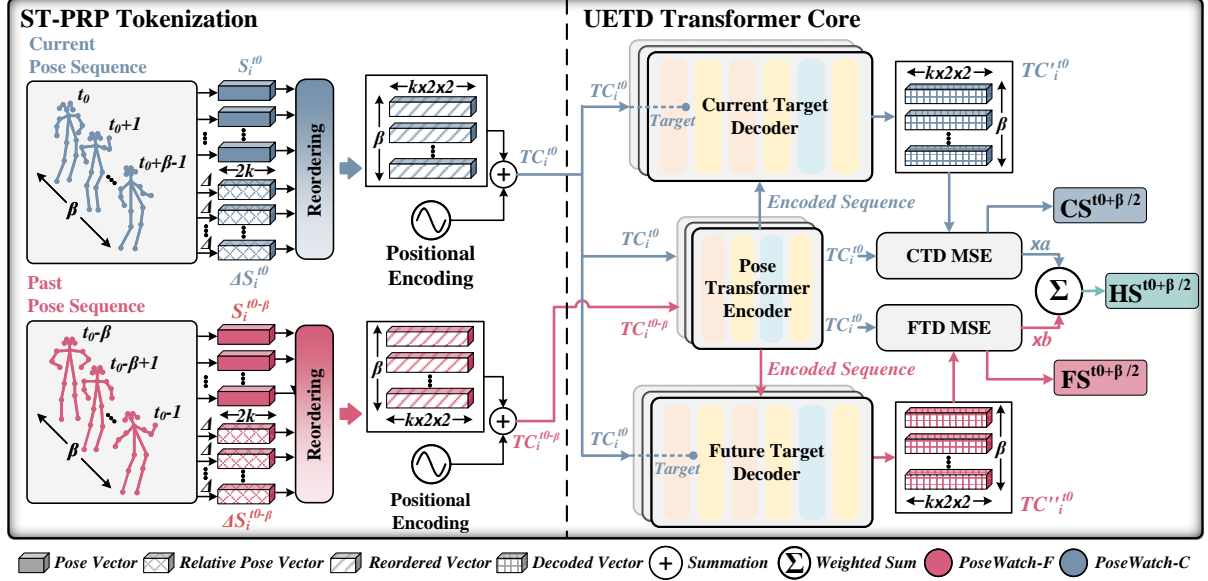 ST-PRP Tokenization
UETD Transformer Core
Current
Pose Sequence
t0
t0+1
t0+β-1
β
S_i^t0
2k
Δ
Δ
Δ
ΔS_i^t0
Reordering
kx2x2
β
Positional
Encoding
TC_i^t0
Past
Pose Sequence
t0-β
t0-β+1
t0-1
β
S_i^t0-β
2k
Δ
Δ
Δ
ΔS_i^t0-β
Reordering
β
kx2x2
Positional
Encoding
TC_i^t0-β
TC_i^t0
Target
Current Target
Decoder
kx2x2
β
TC'_i^t0
Encoded Sequence
TC_i^t0
TC_i^t0-β
Pose
Transformer
Encoder
TC_i^t0
CTD MSE
CS^t0+β/2
xa
Σ
HS^t0+β/2
TC_i^t0
FTD MSE
xb
FS^t0+β/2
Encoded Sequence
TC_i^t0
Target
Future Target
Decoder
β
kx2x2
TC''_i^t0
Pose Vector
Relative Pose Vector
Reordered Vector
Decoded Vector
+ Summation
Σ Weighted Sum
PoseWatch-F
PoseWatch-C